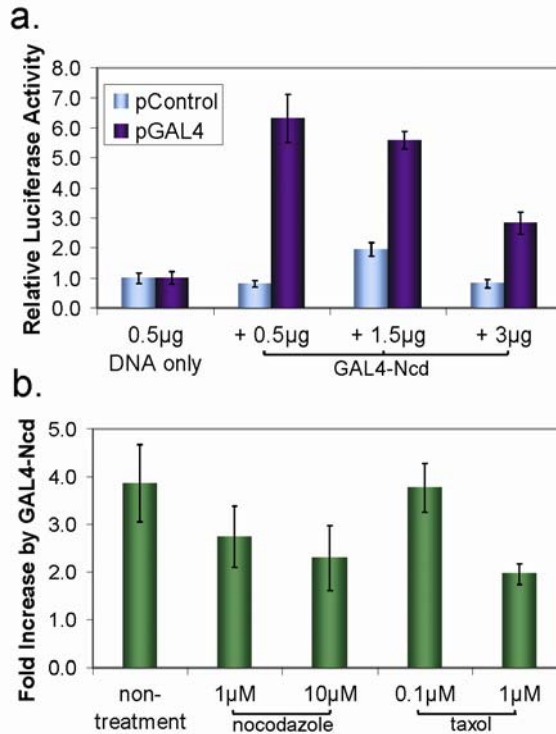 a.
Relative Luciferase Activity
8.0
7.0
6.0
5.0
4.0
3.0
2.0
1.0
0.0
pControl
pGAL4
0.5µg + 0.5µg + 1.5µg + 3µg
DNA only
GAL4-Ncd
b.
Fold Increase by GAL4-Ncd
5.0
4.0
3.0
2.0
1.0
0.0
non- 1µM 10µM 0.1µM 1µM
treatment nocodazole taxol